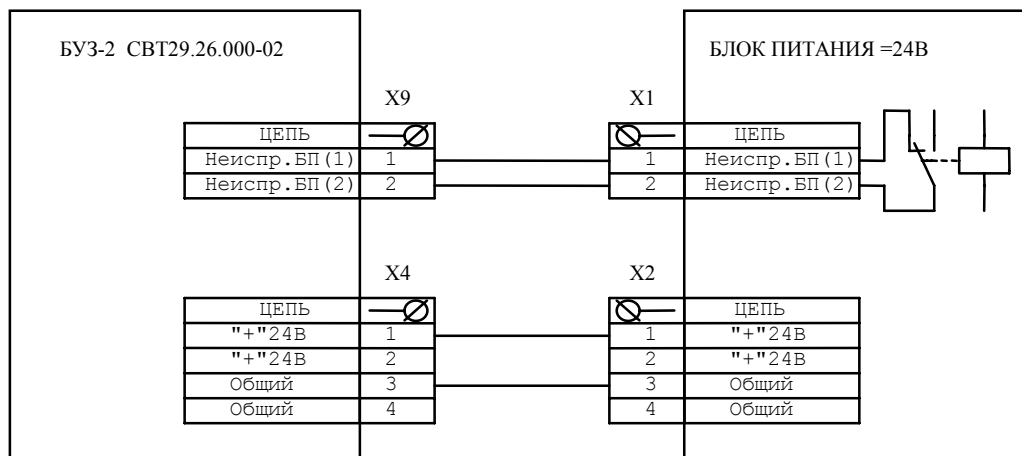 БУЗ-2 СВТ29.26.000-02
БЛОК ПИТАНИЯ =24В
X9
X1
ЦЕПЬ
ЦЕПЬ
Неиспр.БП(1) 1
1 Неиспр.БП(1)
Неиспр.БП(2) 2
2 Неиспр.БП(2)
X4
X2
ЦЕПЬ
ЦЕПЬ
"+"24В 1
1 "+"24В
"+"24В 2
2 "+"24В
Общий 3
3 Общий
Общий 4
4 Общий